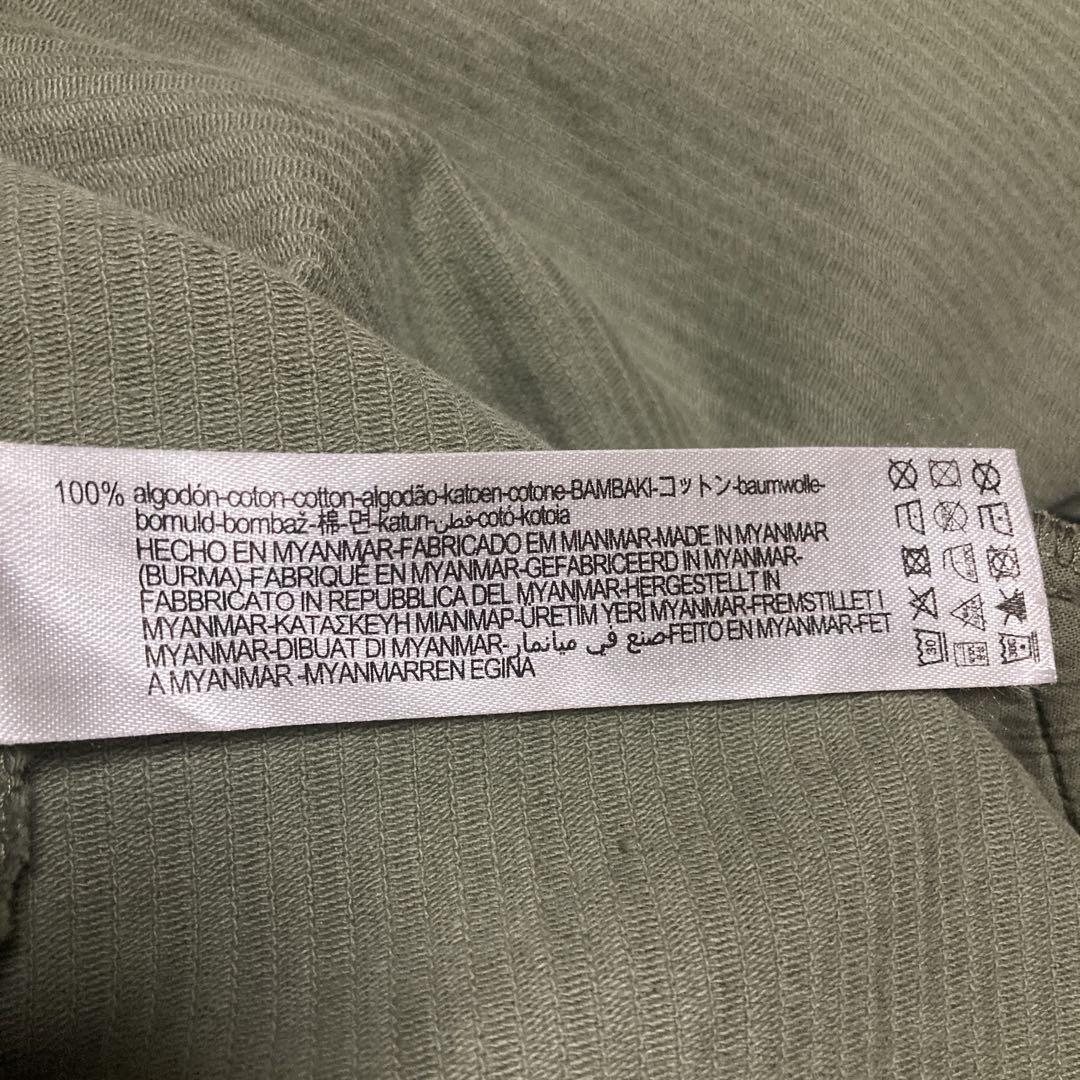 100% algodón-coton-cotton-algodão-katoen-cotone-BAMBAKI-コットン-baumwolle-
bomuld-bombaž-棉-면-katun-قطن-cotó-kotoia
HECHO EN MYANMAR-FABRICADO EM MIANMAR-MADE IN MYANMAR
(BURMA)-FABRIQUÉ EN MYANMAR-GEFABRICEERD IN MYANMAR-
FABBRICATO IN REPUBBLICA DEL MYANMAR-HERGESTELLT IN
MYANMAR-ΚΑΤΑΣΚΕΥΗ ΜΙΑΝΜΑΡ-ÜRETIM YERI MYANMAR-FREMSTILLET I
MYANMAR-DIBUAT DI MYANMAR-صنع في ميانمار-FEITO EN MYANMAR-FET
A MYANMAR -MYANMARREN EGINA